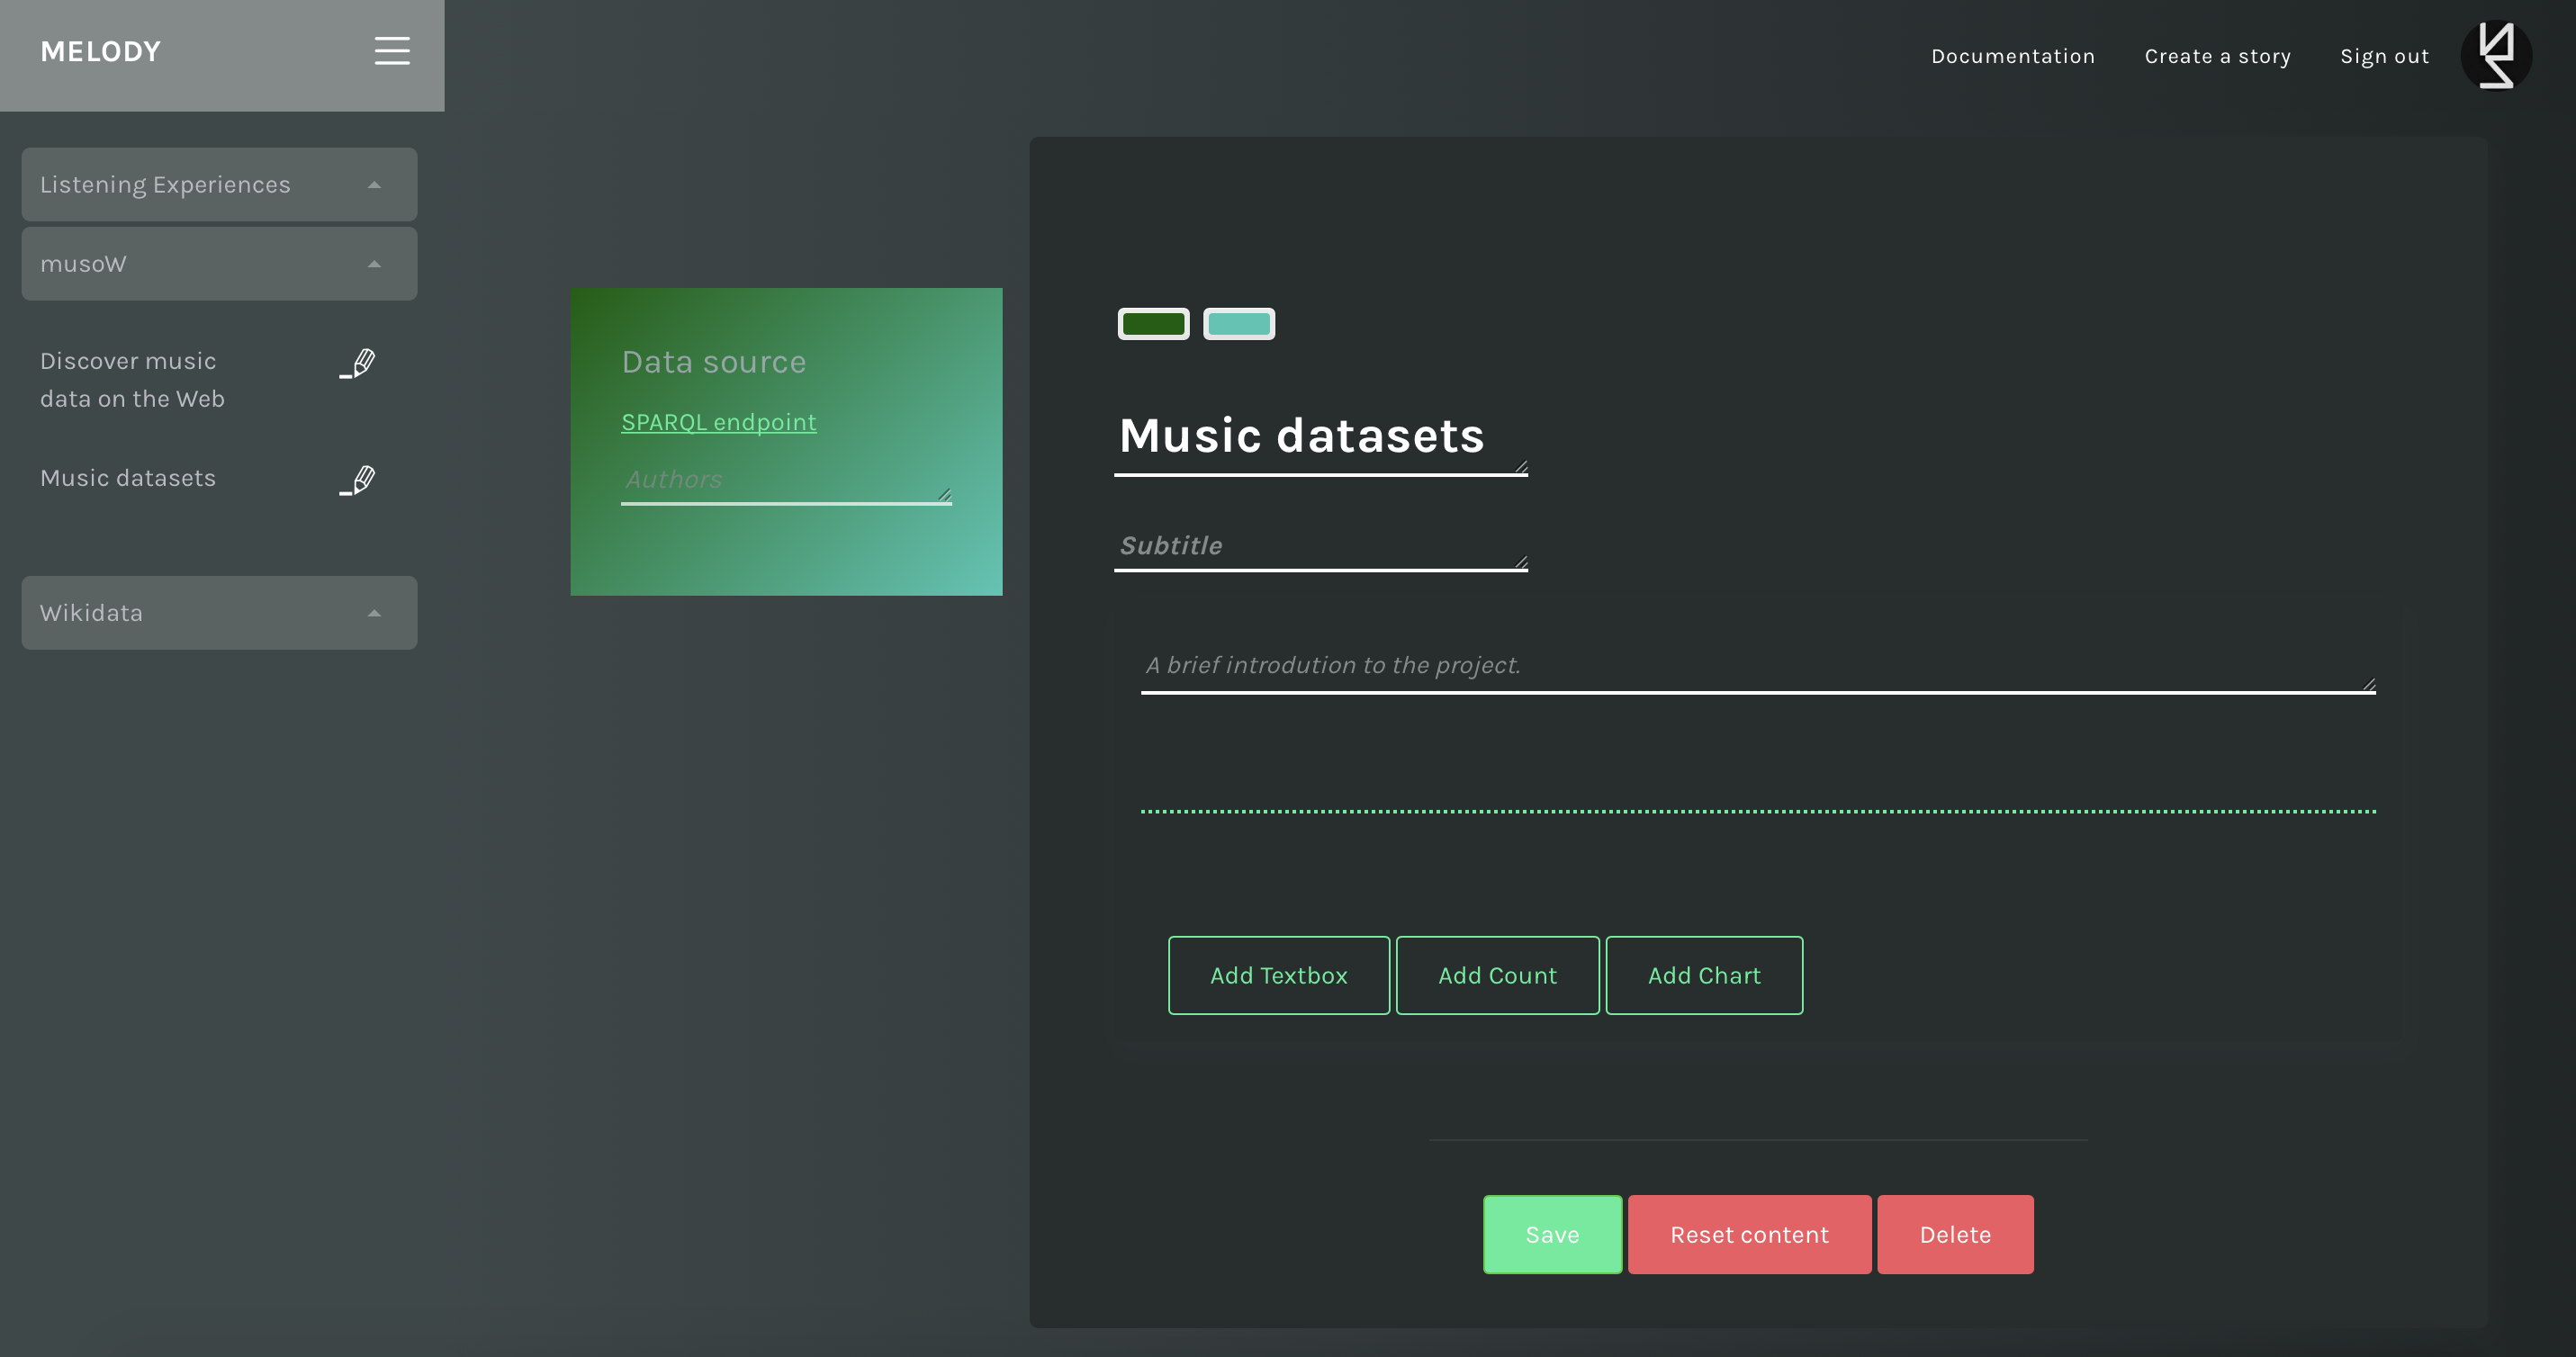 MELODY
Documentation
Create a story
Sign out
Listening Experiences
musoW
Discover music
data on the Web
Music datasets
Wikidata
Data source
SPARQL endpoint
Authors
Music datasets
Subtitle
A brief introdution to the project.
Add Textbox
Add Count
Add Chart
Save
Reset content
Delete